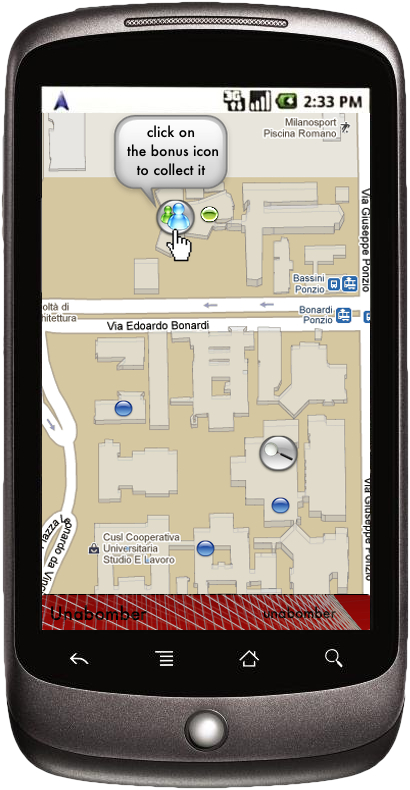 3G
2:33 PM
Milanosport
Piscina Romano
click on
the bonus icon
to collect it
Via Giuseppe Ponzio
Bassini
Ponzio
Bonardi
Ponzio
oltà di
hitettura
Via Edoardo Bonardi
Via Giuseppe Ponzio
azza
onardo da Vinc
Cusl Cooperativa
Universitaria
Studio E Lavoro
Unabomber
unabomber